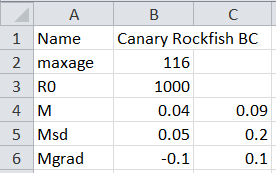 A B C
1 Name Canary Rockfish BC
2 maxage 116
3 R0 1000
4 M 0.04 0.09
5 Msd 0.05 0.2
6 Mgrad -0.1 0.1